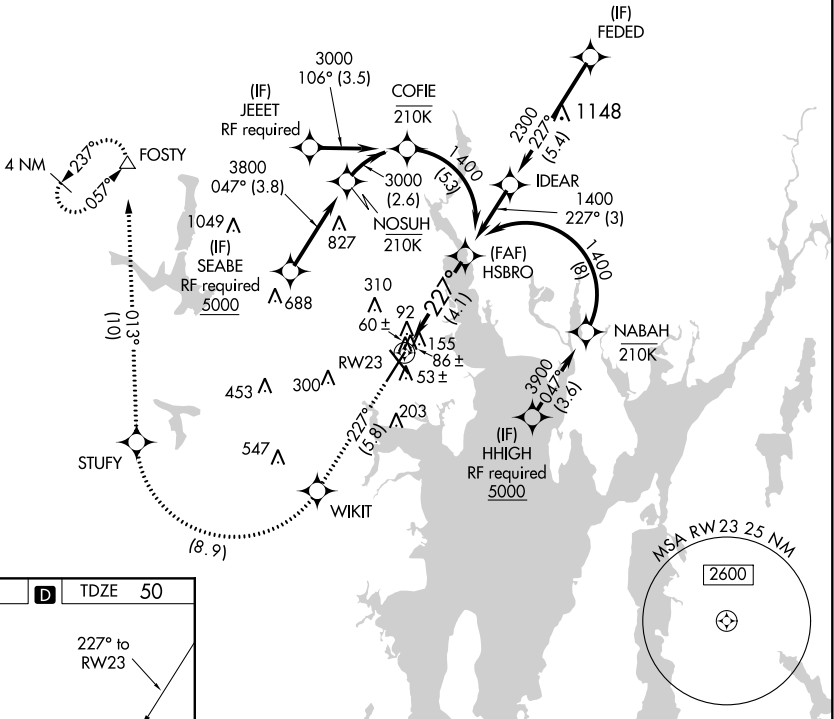 (IF)
FEDED
1148
2300
227°
(5.4)
3000
106° (3.5)
COFIE
210K
(IF)
JEEET
RF required
1400
(5.3)
IDEAR
1400
227° (3)
4 NM
237°
057°
FOSTY
3800
047° (3.8)
3000
(2.6)
NOSUH
210K
1049
827
(IF)
SEABE
RF required
5000
688
(FAF)
HSBRO
1400
(8)
227°
(4.1)
310
92
60 ±
155
86 ±
RW23
53 ±
NABAH
210K
013°
(10)
453
300
203
3900
047°
(3.6)
(IF)
HHIGH
RF required
5000
227°
(5.8)
547
STUFY
WIKIT
(8.9)
MSA RW23 25 NM
2600
D
TDZE 50
227° to
RW23